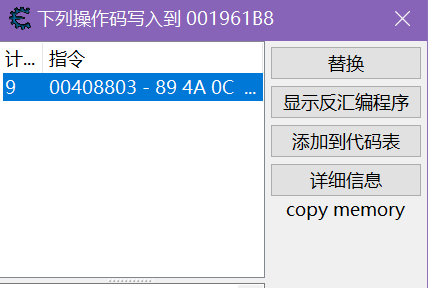 下列操作码写入到 001961B8
计... 指令
9 00408803 - 89 4A 0C ...
替换
显示反汇编程序
添加到代码表
详细信息
copy memory